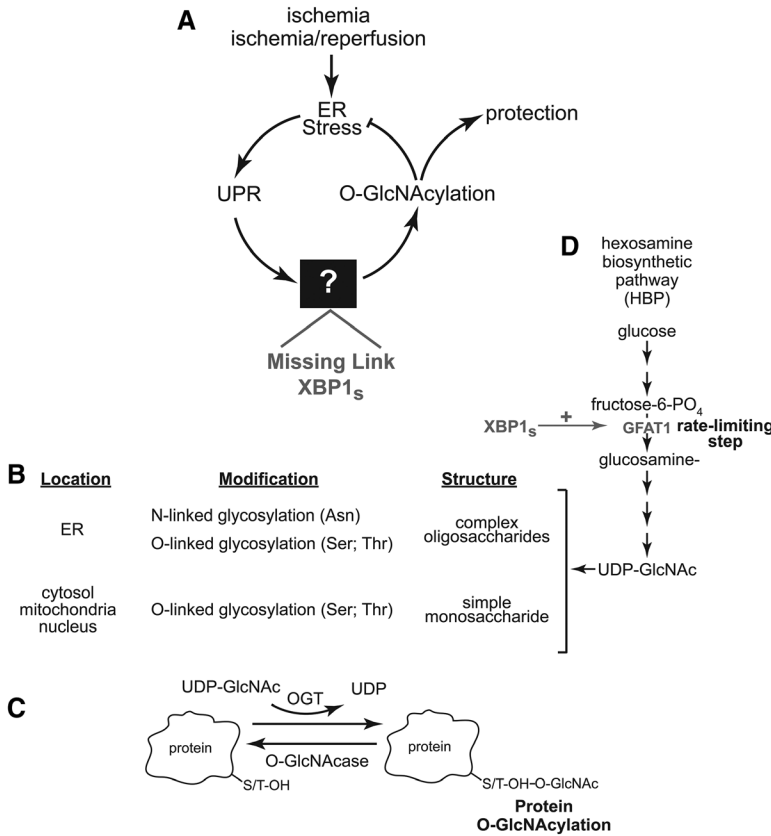 A
ischemia
ischemia/reperfusion
ER
Stress
protection
UPR
O-GlcNAcylation
?
Missing Link
XBP1s
D
hexosamine
biosynthetic
pathway
(HBP)
glucose
fructose-6-PO4
XBP1s
+
GFAT1 rate-limiting
step
glucosamine-
UDP-GlcNAc
B
Location Modification Structure
ER
N-linked glycosylation (Asn)
O-linked glycosylation (Ser; Thr)
complex
oligosaccharides
cytosol
mitochondria
nucleus
O-linked glycosylation (Ser; Thr)
simple
monosaccharide
C
UDP-GlcNAc
OGT
UDP
protein
S/T-OH
O-GlcNAcase
protein
S/T-OH-O-GlcNAc
Protein
O-GlcNAcylation